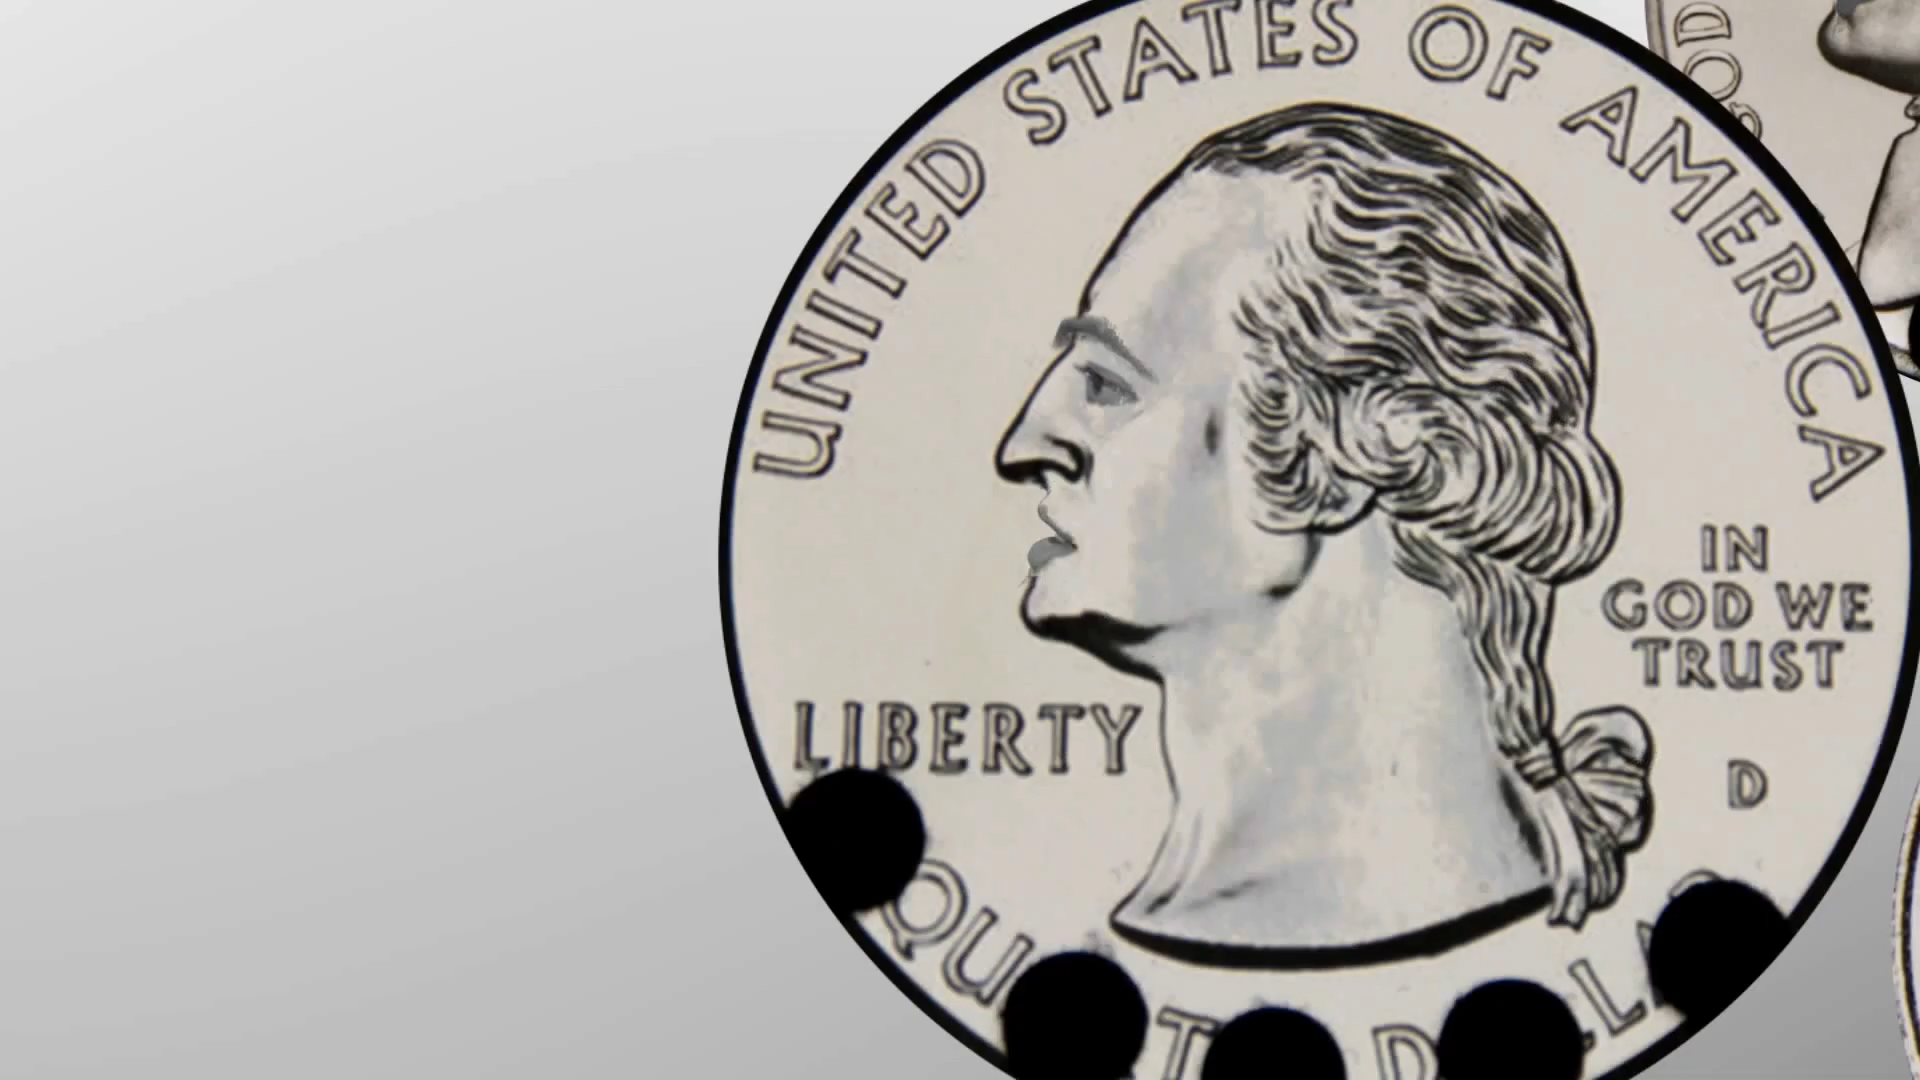 UNITED STATES OF AMERICA
IN
GOD WE
TRUST
LIBERTY
D